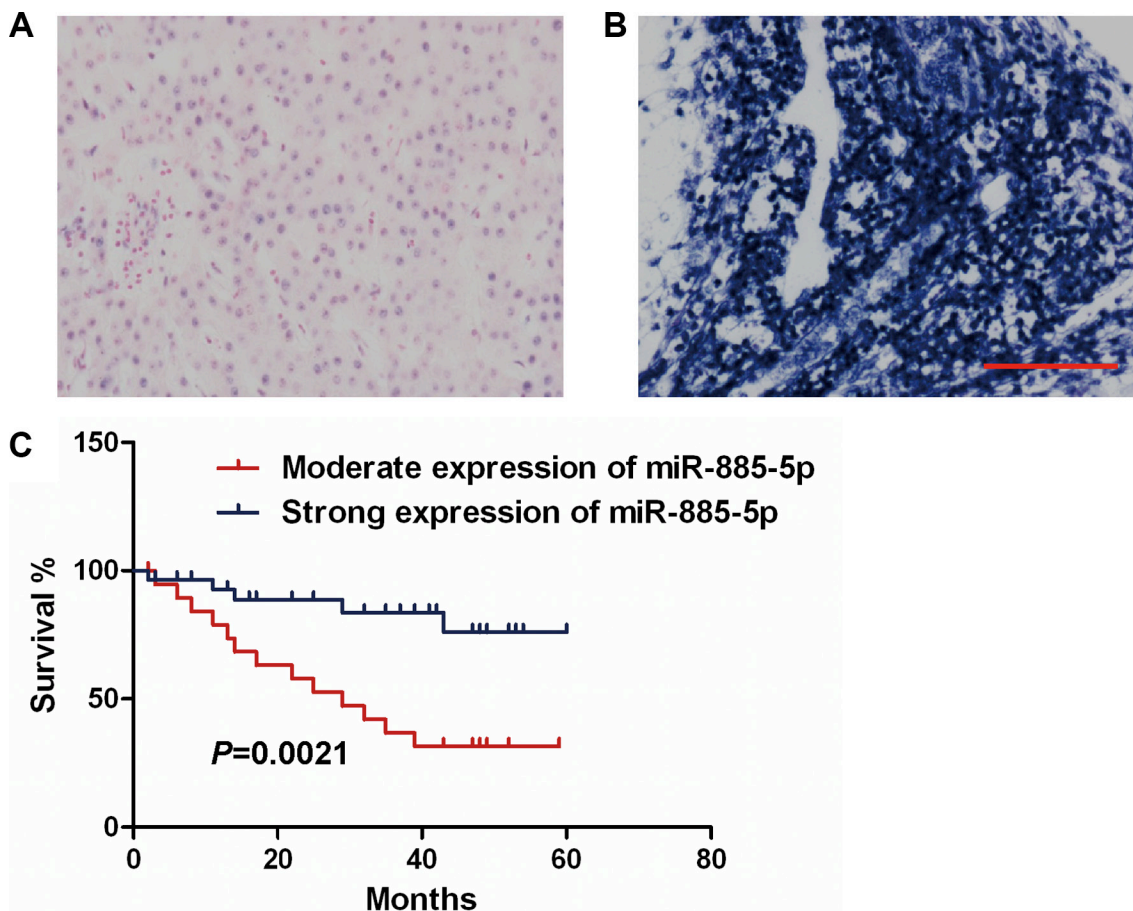 A
B
C
150
Moderate expression of miR-885-5p
Strong expression of miR-885-5p
100
Survival %
50
P=0.0021
0
0
20
40
60
80
Months